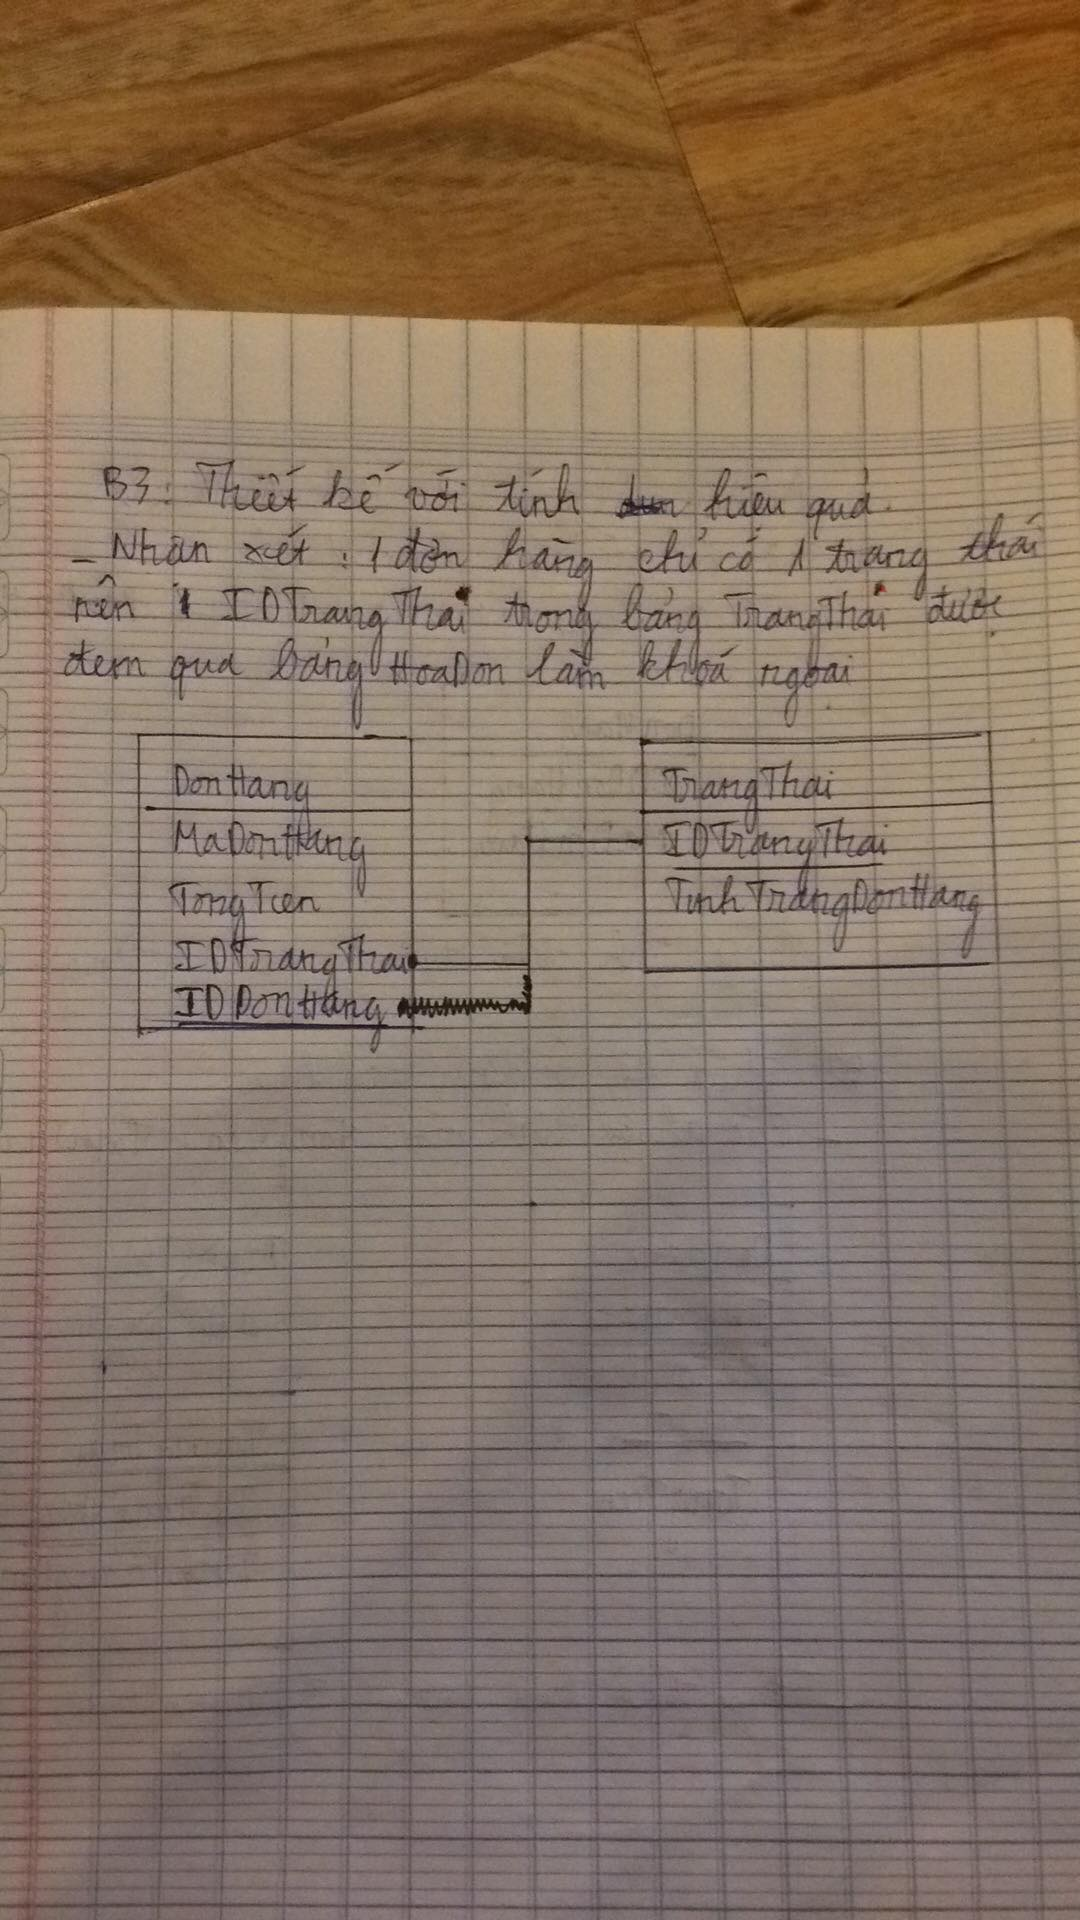 B3: Thiết kế với tính hiệu quả.
- Nhận xét : 1 đơn hàng chỉ có 1 trạng thái
nên 1 IDTrangThai trong bảng TrangThai được
đem qua bảng HoaDon làm khoá ngoại
DonHang
MaDonHang
TongTien
IDTrangThai
IDDonHang
TrangThai
IDTrangThai
TinhTrangDonHang